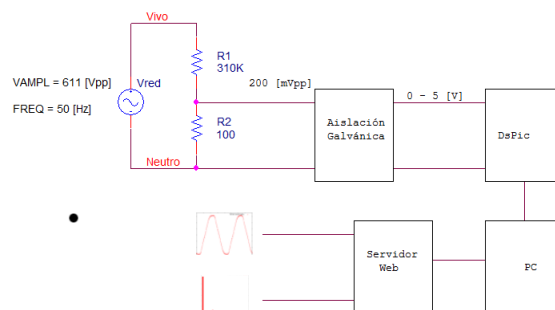 Vivo
R1
310K
VAMPL = 611 [Vpp]
Vred
200 [mVpp]
0 – 5 [V]
FREQ = 50 [Hz]
R2
100
Aislación
Galvánica
DsPic
Neutro
Servidor
Web
PC